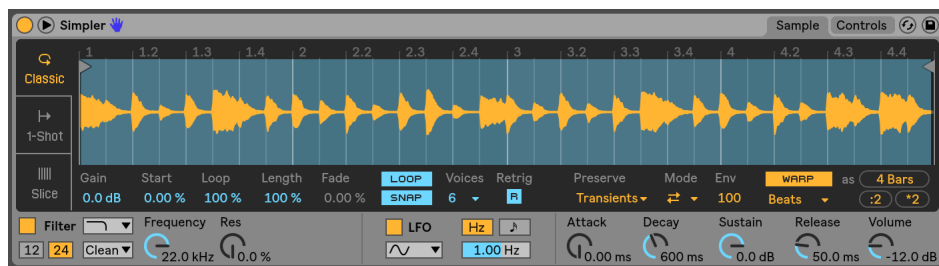 Simpler Sample Controls
1 1.2 1.3 1.4 2 2.2 2.3 2.4 3 3.2 3.3 3.4 4 4.2 4.3 4.4
Classic
1-Shot
Slice
Gain Start Loop Length Fade LOOP Voices Retrig Preserve Mode Env WARP as 4 Bars
0.0 dB 0.00 % 100 % 100 % 0.00 % SNAP 6 R Transients 100 Beats :2 *2
Filter Frequency Res LFO Hz Attack Decay Sustain Release Volume
12 24 Clean 22.0 kHz 0.0 % 1.00 Hz 0.00 ms 600 ms 0.0 dB 50.0 ms -12.0 dB